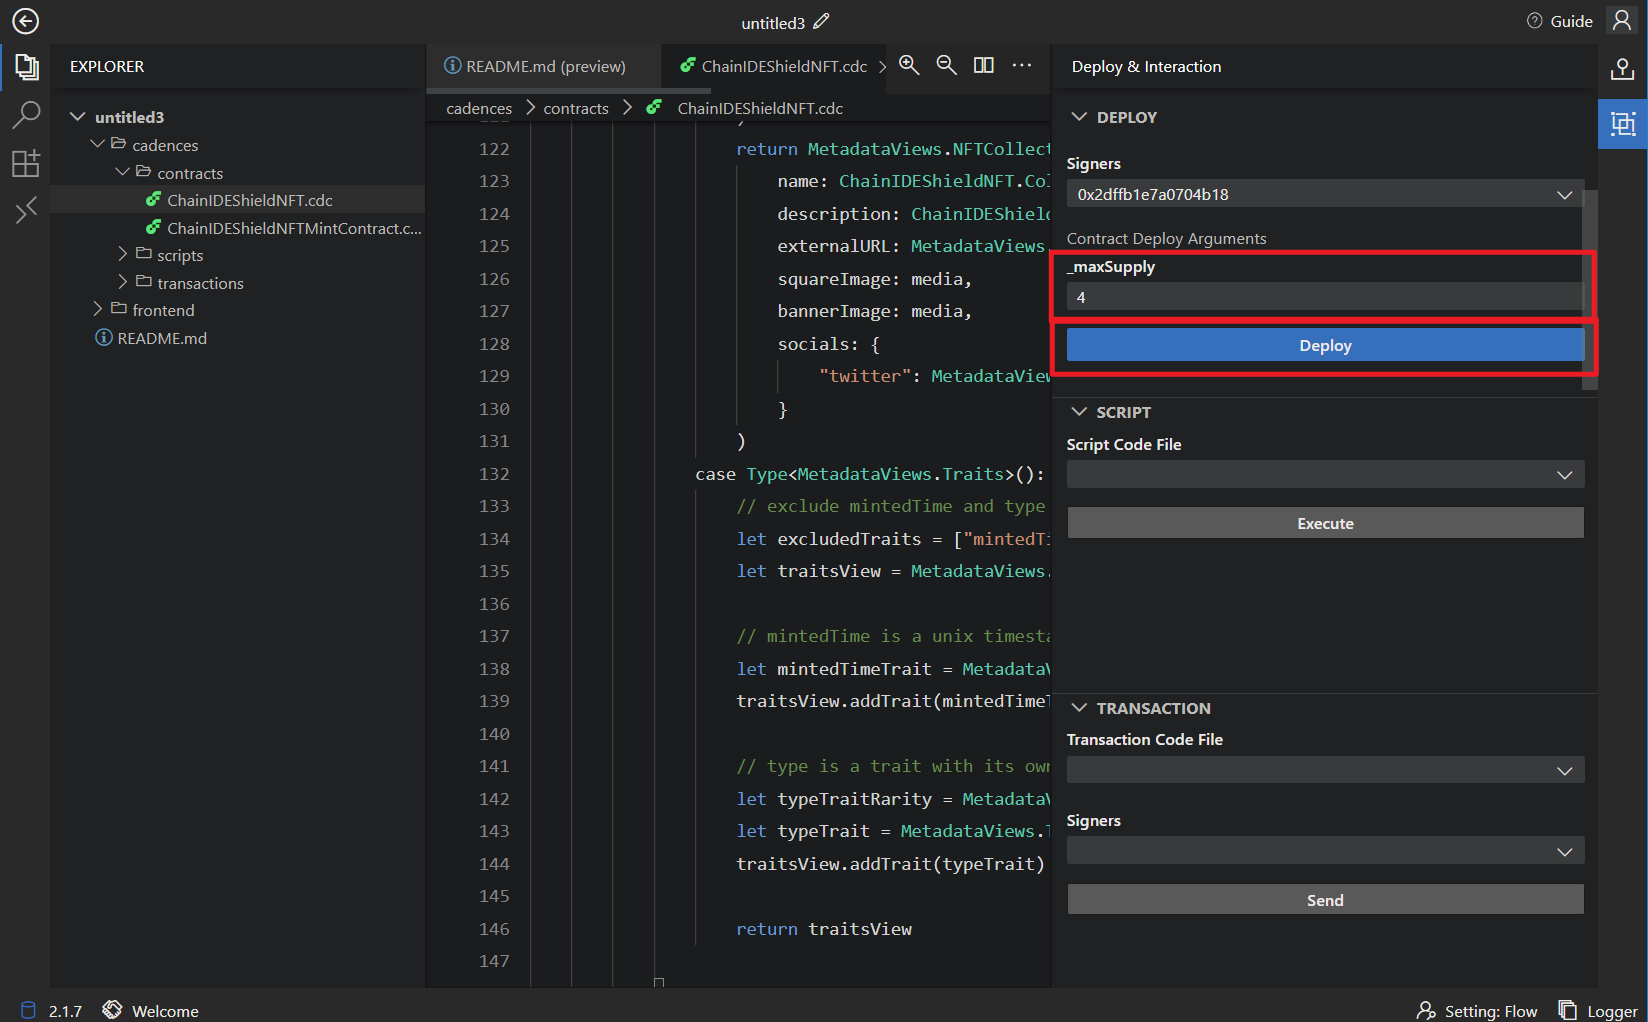 untitled3
Guide
EXPLORER
untitled3
cadences
contracts
ChainIDEShieldNFT.cdc
ChainIDEShieldNFTMintContract.c...
scripts
transactions
frontend
README.md
README.md (preview)
ChainIDEShieldNFT.cdc
cadences > contracts > ChainIDEShieldNFT.cdc
122 return MetadataViews.NFTCollect
123 name: ChainIDEShieldNFT.Col
124 description: ChainIDEShield
125 externalURL: MetadataViews.
126 squareImage: media,
127 bannerImage: media,
128 socials: {
129 "twitter": MetadataView
130 }
131 )
132 case Type<MetadataViews.Traits>():
133 // exclude mintedTime and type
134 let excludedTraits = ["mintedTi
135 let traitsView = MetadataViews.
136
137 // mintedTime is a unix timesta
138 let mintedTimeTrait = MetadataV
139 traitsView.addTrait(mintedTimeT
140
141 // type is a trait with its own
142 let typeTraitRarity = MetadataV
143 let typeTrait = MetadataViews.T
144 traitsView.addTrait(typeTrait)
145
146 return traitsView
147
Deploy & Interaction
DEPLOY
Signers
0x2dffb1e7a0704b18
Contract Deploy Arguments
_maxSupply
4
Deploy
SCRIPT
Script Code File
Execute
TRANSACTION
Transaction Code File
Signers
Send
2.1.7
Welcome
Setting: Flow
Logger